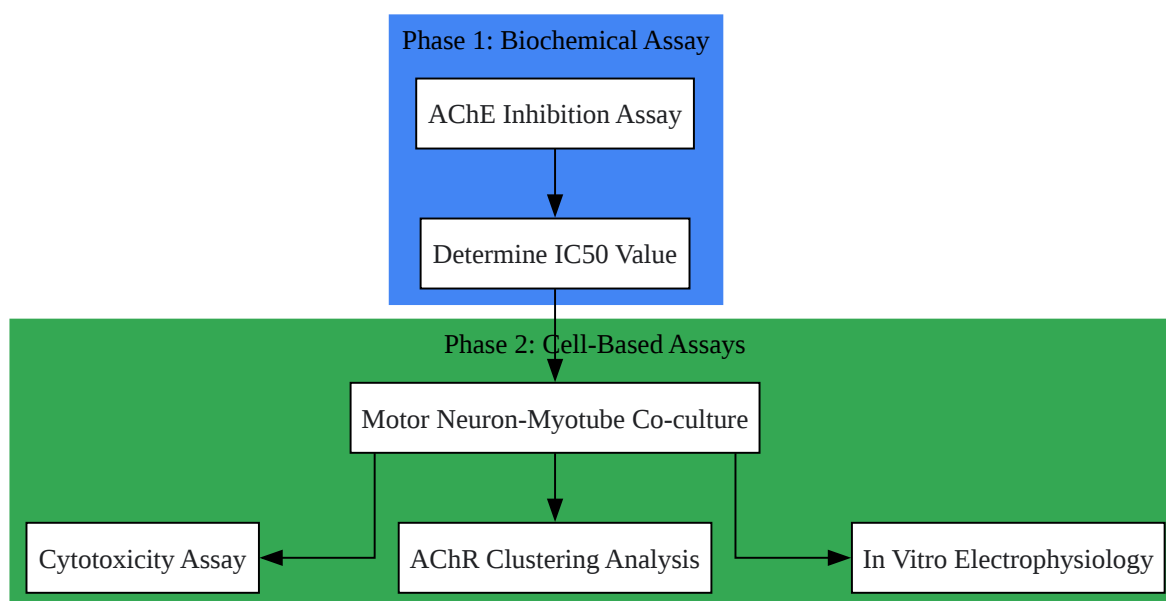 Phase 1: Biochemical Assay
AChE Inhibition Assay
Determine IC50 Value
Phase 2: Cell-Based Assays
Motor Neuron-Myotube Co-culture
Cytotoxicity Assay
AChR Clustering Analysis
In Vitro Electrophysiology